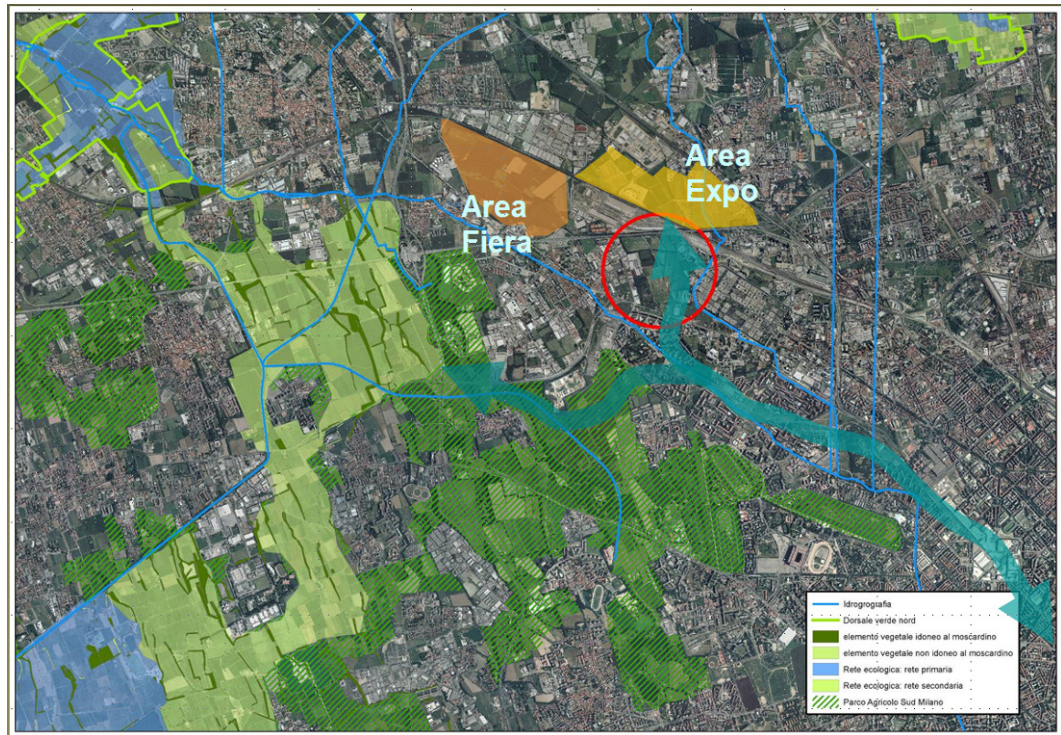 Area
Expo
Area
Fiera
Idrogrografia
Dorsale verde nord
elemento vegetale idoneo al moscardino
elemento vegetale non idoneo al moscardino
Rete ecologica: rete primaria
Rete ecologica: rete secondaria
Parco Agricolo Sud Milano